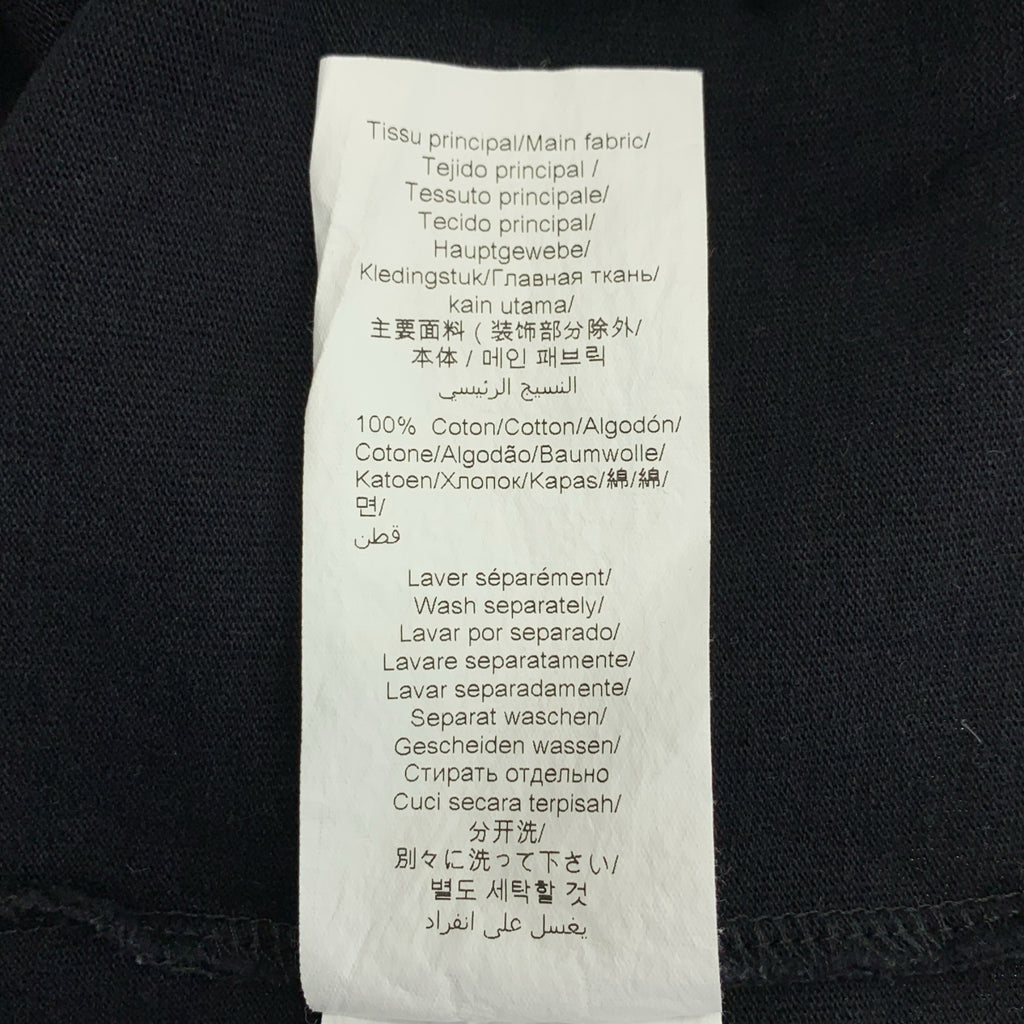 Tissu principal/Main fabric/
Tejido principal /
Tessuto principale/
Tecido principal/
Hauptgewebe/
Kledingstuk/Главная ткань/
kain utama/
主要面料 ( 装饰部分除外/
本体 / 메인 패브릭
النسيج الرئيسي
100% Coton/Cotton/Algodón/
Cotone/Algodão/Baumwolle/
Katoen/Хлопок/Kapas/綿/綿/
면/
قطن
Laver séparément/
Wash separately/
Lavar por separado/
Lavare separatamente/
Lavar separadamente/
Separat waschen/
Gescheiden wassen/
Стирать отдельно
Cuci secara terpisah/
分开洗/
別々に洗って下さい/
별도 세탁할 것
يغسل على انفراد